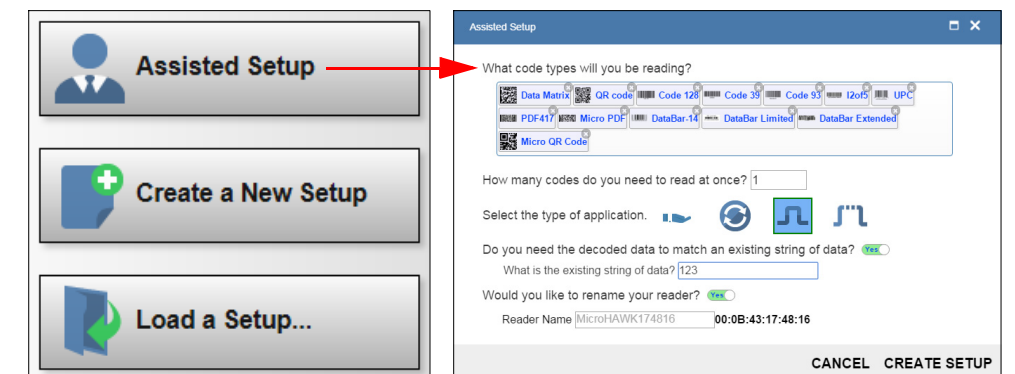 Assisted Setup
Create a New Setup
Load a Setup...
Assisted Setup
What code types will you be reading?
Data Matrix QR code Code 128 Code 39 Code 93 I2of5 UPC
PDF417 Micro PDF DataBar-14 DataBar Limited DataBar Extended
Micro QR Code
How many codes do you need to read at once? 1
Select the type of application.
Do you need the decoded data to match an existing string of data? Yes
What is the existing string of data? 123
Would you like to rename your reader? Yes
Reader Name MicroHAWK174816 00:0B:43:17:48:16
CANCEL CREATE SETUP